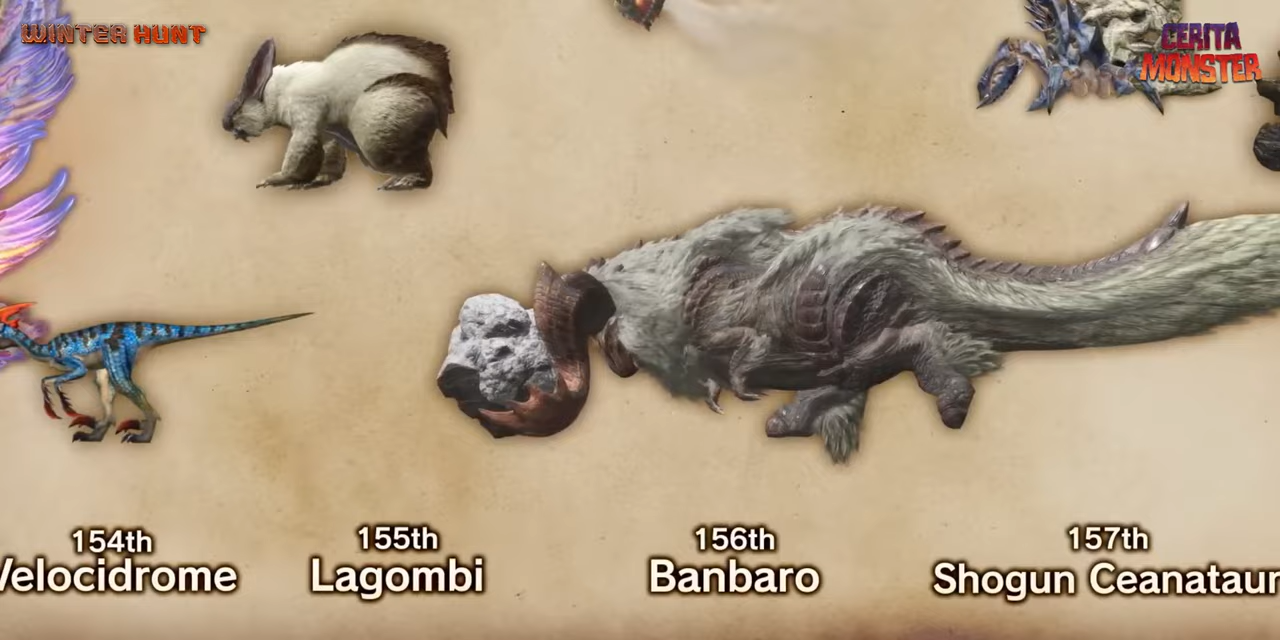 WINTER HUNT
CERITA
MONSTER
154th
Velocidrome
155th
Lagombi
156th
Banbaro
157th
Shogun Ceanataur